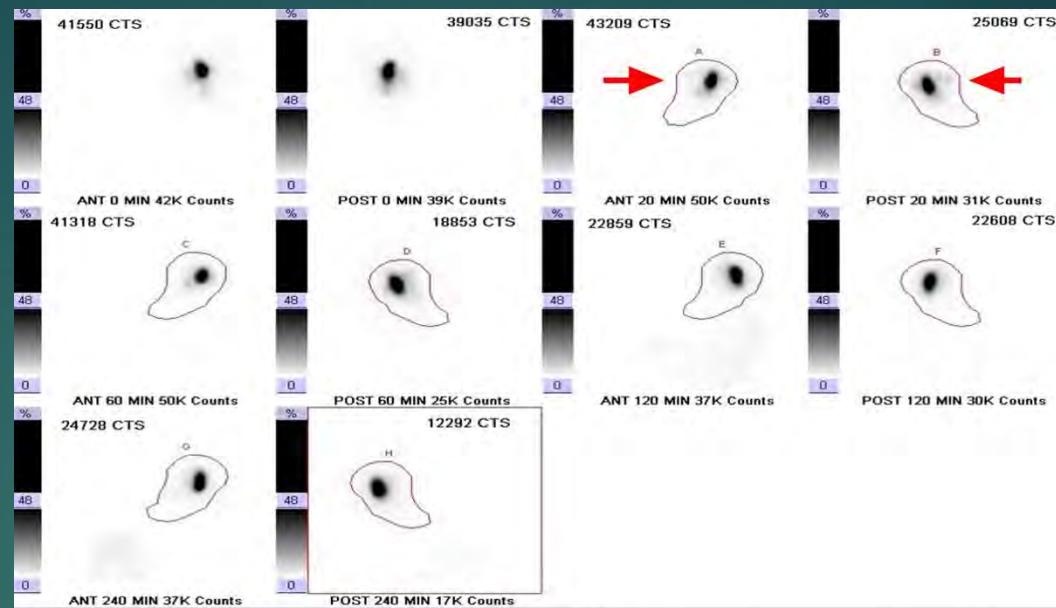 %
41550 CTS
48
0
ANT 0 MIN 42K Counts
%
39035 CTS
48
0
POST 0 MIN 39K Counts
%
43209 CTS
A
48
0
ANT 20 MIN 50K Counts
%
25069 CTS
B
48
0
POST 20 MIN 31K Counts
%
41318 CTS
C
48
0
ANT 60 MIN 50K Counts
%
18853 CTS
D
48
0
POST 60 MIN 25K Counts
%
22859 CTS
E
48
0
ANT 120 MIN 37K Counts
%
22608 CTS
F
48
0
POST 120 MIN 30K Counts
%
24728 CTS
G
48
0
ANT 240 MIN 37K Counts
%
12292 CTS
H
48
0
POST 240 MIN 17K Counts